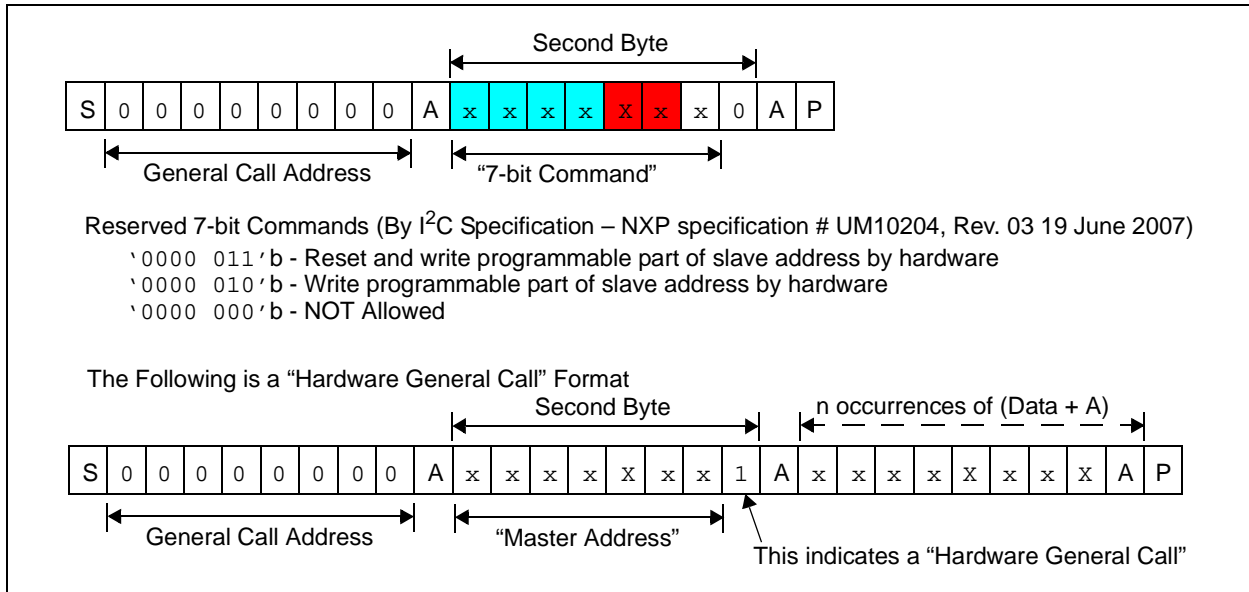 Second Byte
S 0 0 0 0 0 0 0 0 A x x x x X x x 0 A P
General Call Address “7-bit Command”
Reserved 7-bit Commands (By I²C Specification – NXP specification # UM10204, Rev. 03 19 June 2007)
‘0000 011’b - Reset and write programmable part of slave address by hardware
‘0000 010’b - Write programmable part of slave address by hardware
‘0000 000’b - NOT Allowed
The Following is a “Hardware General Call” Format
Second Byte n occurrences of (Data + A)
S 0 0 0 0 0 0 0 0 A x x x x X x x 1 A x x x x X x x X A P
General Call Address “Master Address”
This indicates a “Hardware General Call”